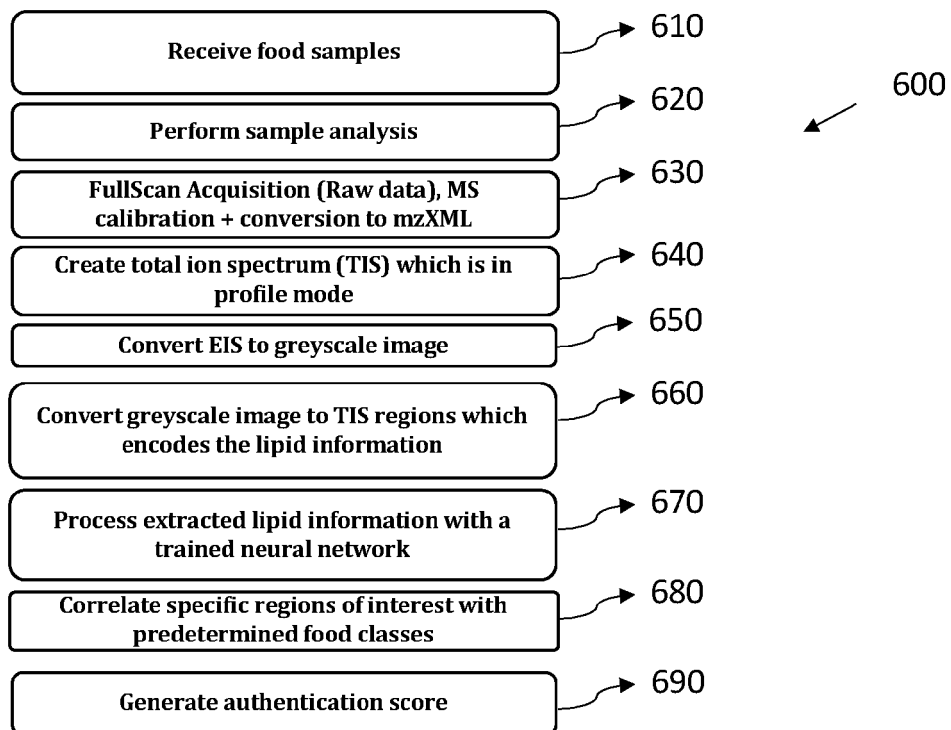 Receive food samples
610
600
Perform sample analysis
620
FullScan Acquisition (Raw data), MS
calibration + conversion to mzXML
630
Create total ion spectrum (TIS) which is in
profile mode
640
Convert EIS to greyscale image
650
Convert greyscale image to TIS regions which
encodes the lipid information
660
Process extracted lipid information with a
trained neural network
670
Correlate specific regions of interest with
predetermined food classes
680
Generate authentication score
690